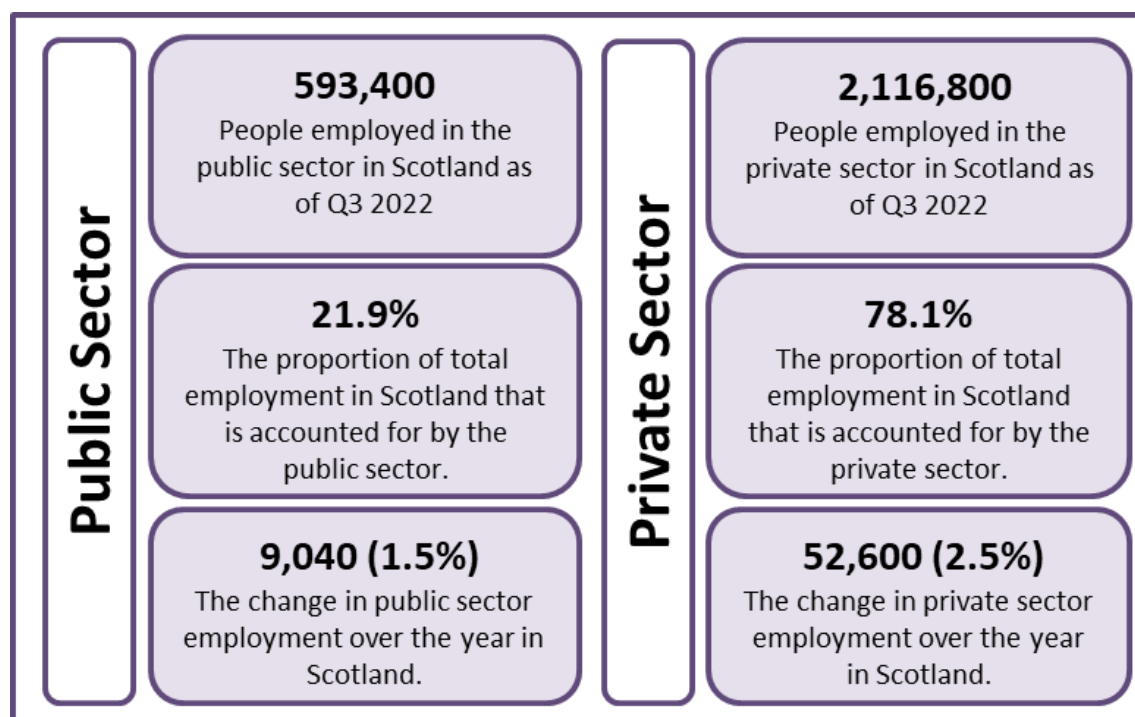 Public Sector
593,400
People employed in the
public sector in Scotland as
of Q3 2022
21.9%
The proportion of total
employment in Scotland that
is accounted for by the
public sector.
9,040 (1.5%)
The change in public sector
employment over the year in
Scotland.
Private Sector
2,116,800
People employed in the
private sector in Scotland as
of Q3 2022
78.1%
The proportion of total
employment in Scotland
that is accounted for by the
private sector.
52,600 (2.5%)
The change in private sector
employment over the year
in Scotland.